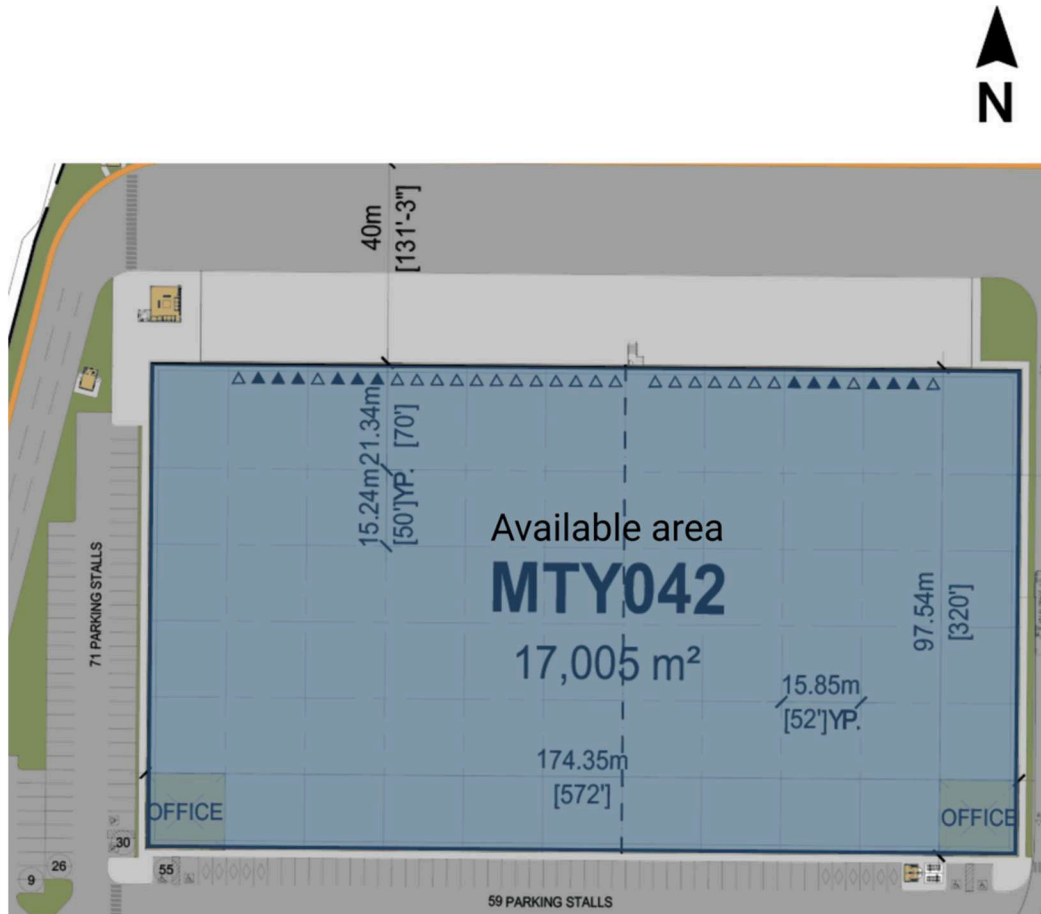 N
40m
[131'-3"]
21.34m
[70']
15.24m
[50']YP.
Available area
MTY042
17,005 m²
97.54m
[320']
15.85m
[52']YP.
174.35m
[572']
71 PARKING STALLS
OFFICE
OFFICE
30
26
9
55
59 PARKING STALLS